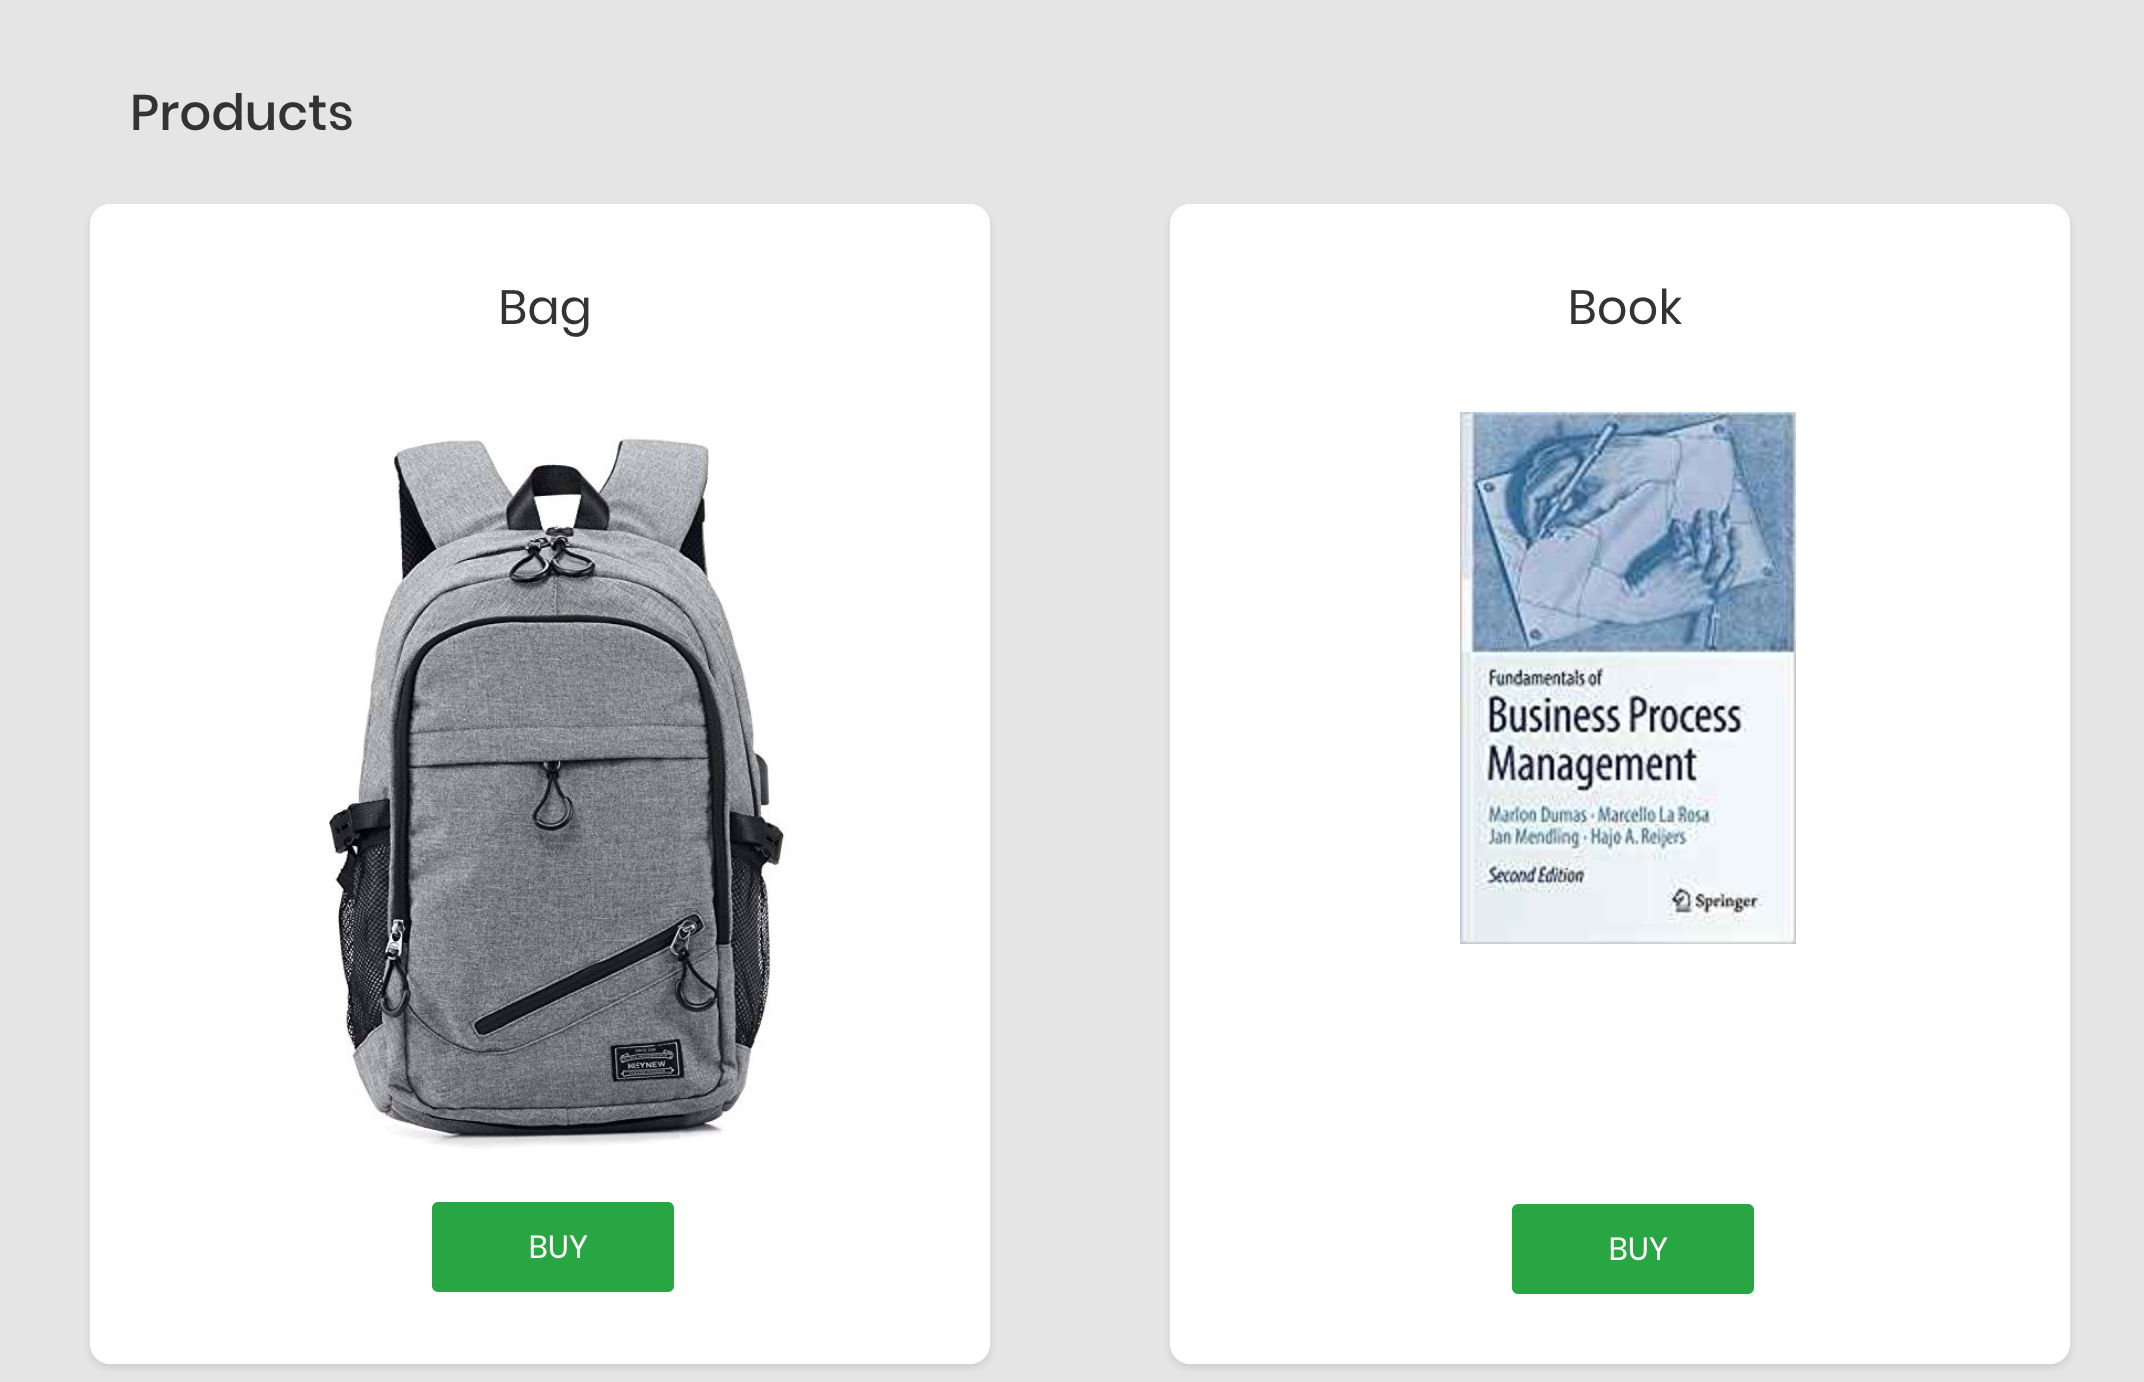 Products
Bag
KEYNEW
BUY
Book
Fundamentals of
Business Process
Management
Marlon Dumas · Marcello La Rosa
Jan Mendling · Hajo A. Reijers
Second Edition
Springer
BUY